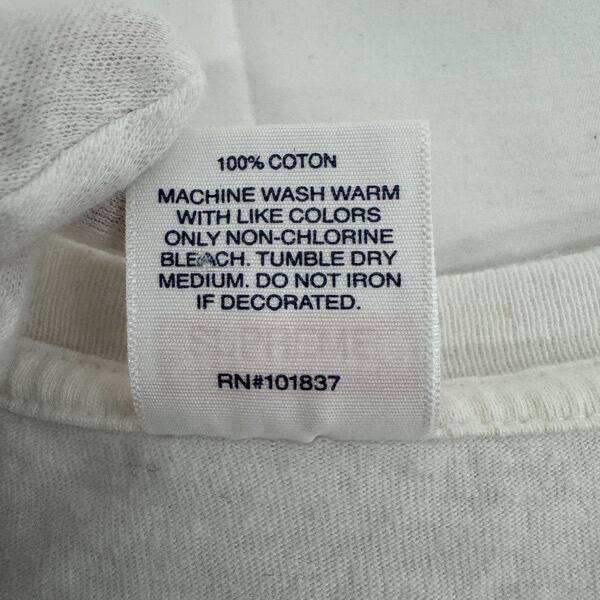 100% COTON
MACHINE WASH WARM
WITH LIKE COLORS
ONLY NON-CHLORINE
BLEACH. TUMBLE DRY
MEDIUM. DO NOT IRON
IF DECORATED.
SUPREME
RN#101837